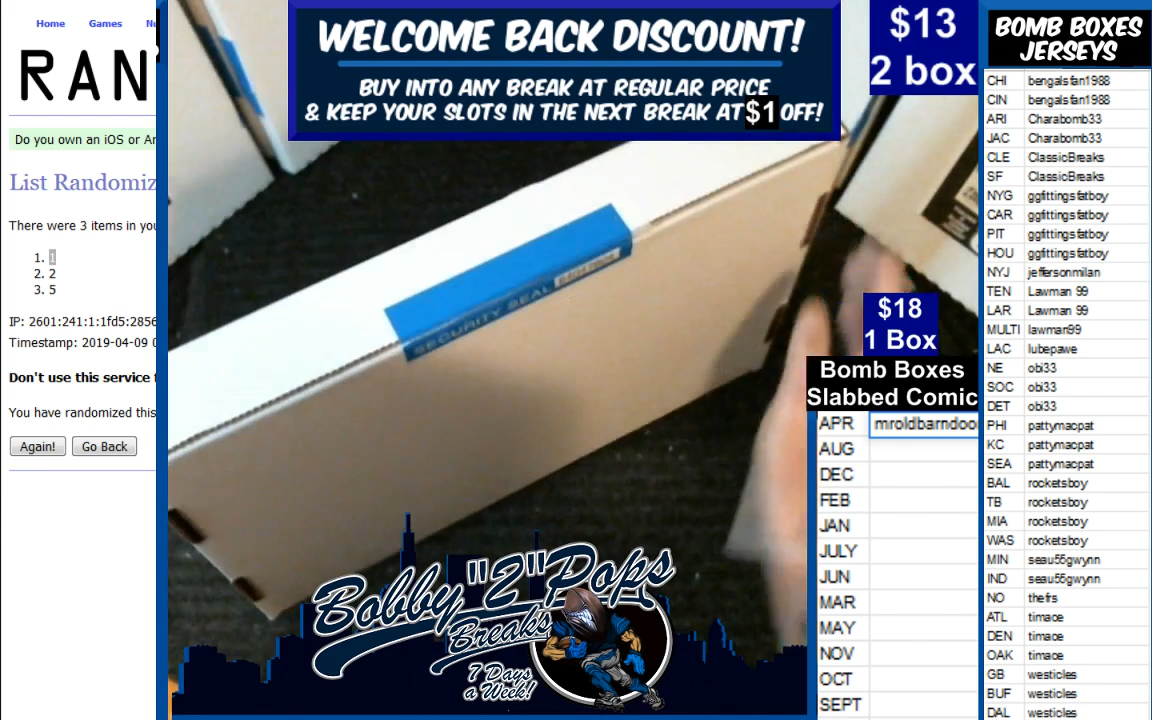 Home Games
RAN
Do you own an iOS or Ar
List Randomiz
There were 3 items in you
1. 1
2. 2
3. 5
IP: 2601:241:1:1fd5:2856
Timestamp: 2019-04-09 0
Don't use this service
You have randomized this
Again! Go Back
WELCOME BACK DISCOUNT!
BUY INTO ANY BREAK AT REGULAR PRICE
& KEEP YOUR SLOTS IN THE NEXT BREAK AT $1 OFF!
$13
2 box
SECURITY SEAL
$18
1 Box
Bomb Boxes
Slabbed Comic
APR mroldbarndoo
AUG
DEC
FEB
JAN
JULY
JUN
MAR
MAY
NOV
OCT
SEPT
Bobby "2" Pops
Breaks
7 Days
a Week!
BOMB BOXES
JERSEYS
CHI bengalsfan1988
CIN bengalsfan1988
ARI Charabomb33
JAC Charabomb33
CLE ClassicBreaks
SF ClassicBreaks
NYG ggfittingsfatboy
CAR ggfittingsfatboy
PIT ggfittingsfatboy
HOU ggfittingsfatboy
NYJ jeffersonmilan
TEN Lawman 99
LAR Lawman 99
MULTI lawman99
LAC lubepawe
NE obi33
SOC obi33
DET obi33
PHI pattymacpat
KC pattymacpat
SEA pattymacpat
BAL rocketsboy
TB rocketsboy
MIA rocketsboy
WAS rocketsboy
MIN seau55gwynn
IND seau55gwynn
NO thefrs
ATL timace
DEN timace
OAK timace
GB westicles
BUF westicles
DAL westicles